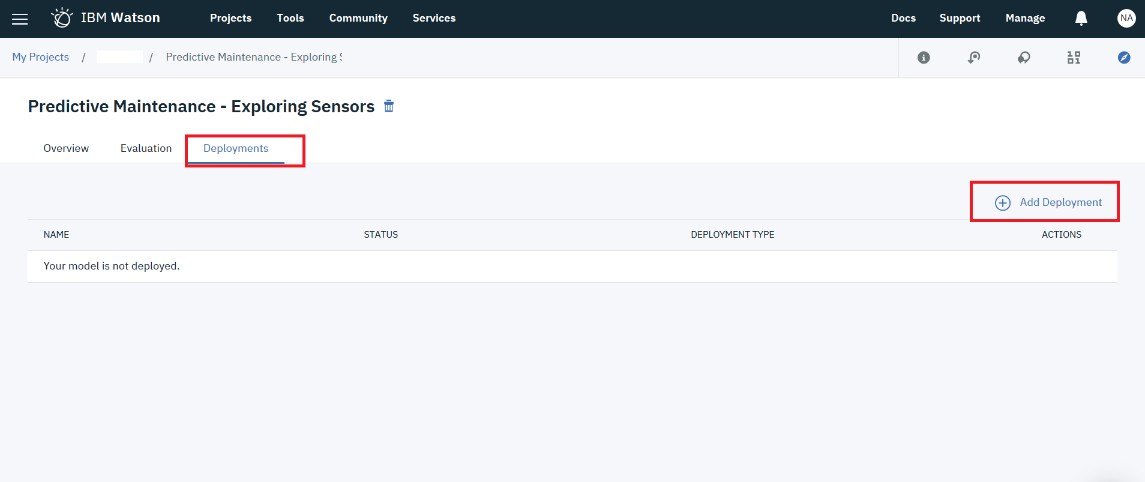 IBM Watson Projects Tools Community Services Docs Support Manage NA
My Projects / / Predictive Maintenance - Exploring
Predictive Maintenance - Exploring Sensors
Overview Evaluation Deployments
Add Deployment
NAME STATUS DEPLOYMENT TYPE ACTIONS
Your model is not deployed.